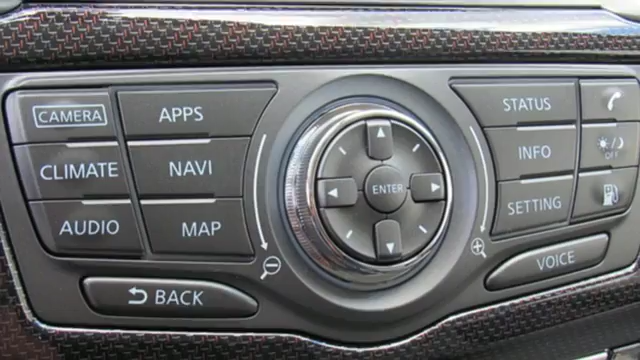 CAMERA APPS
CLIMATE NAVI
AUDIO MAP
BACK
ENTER
STATUS
INFO OFF
SETTING
VOICE